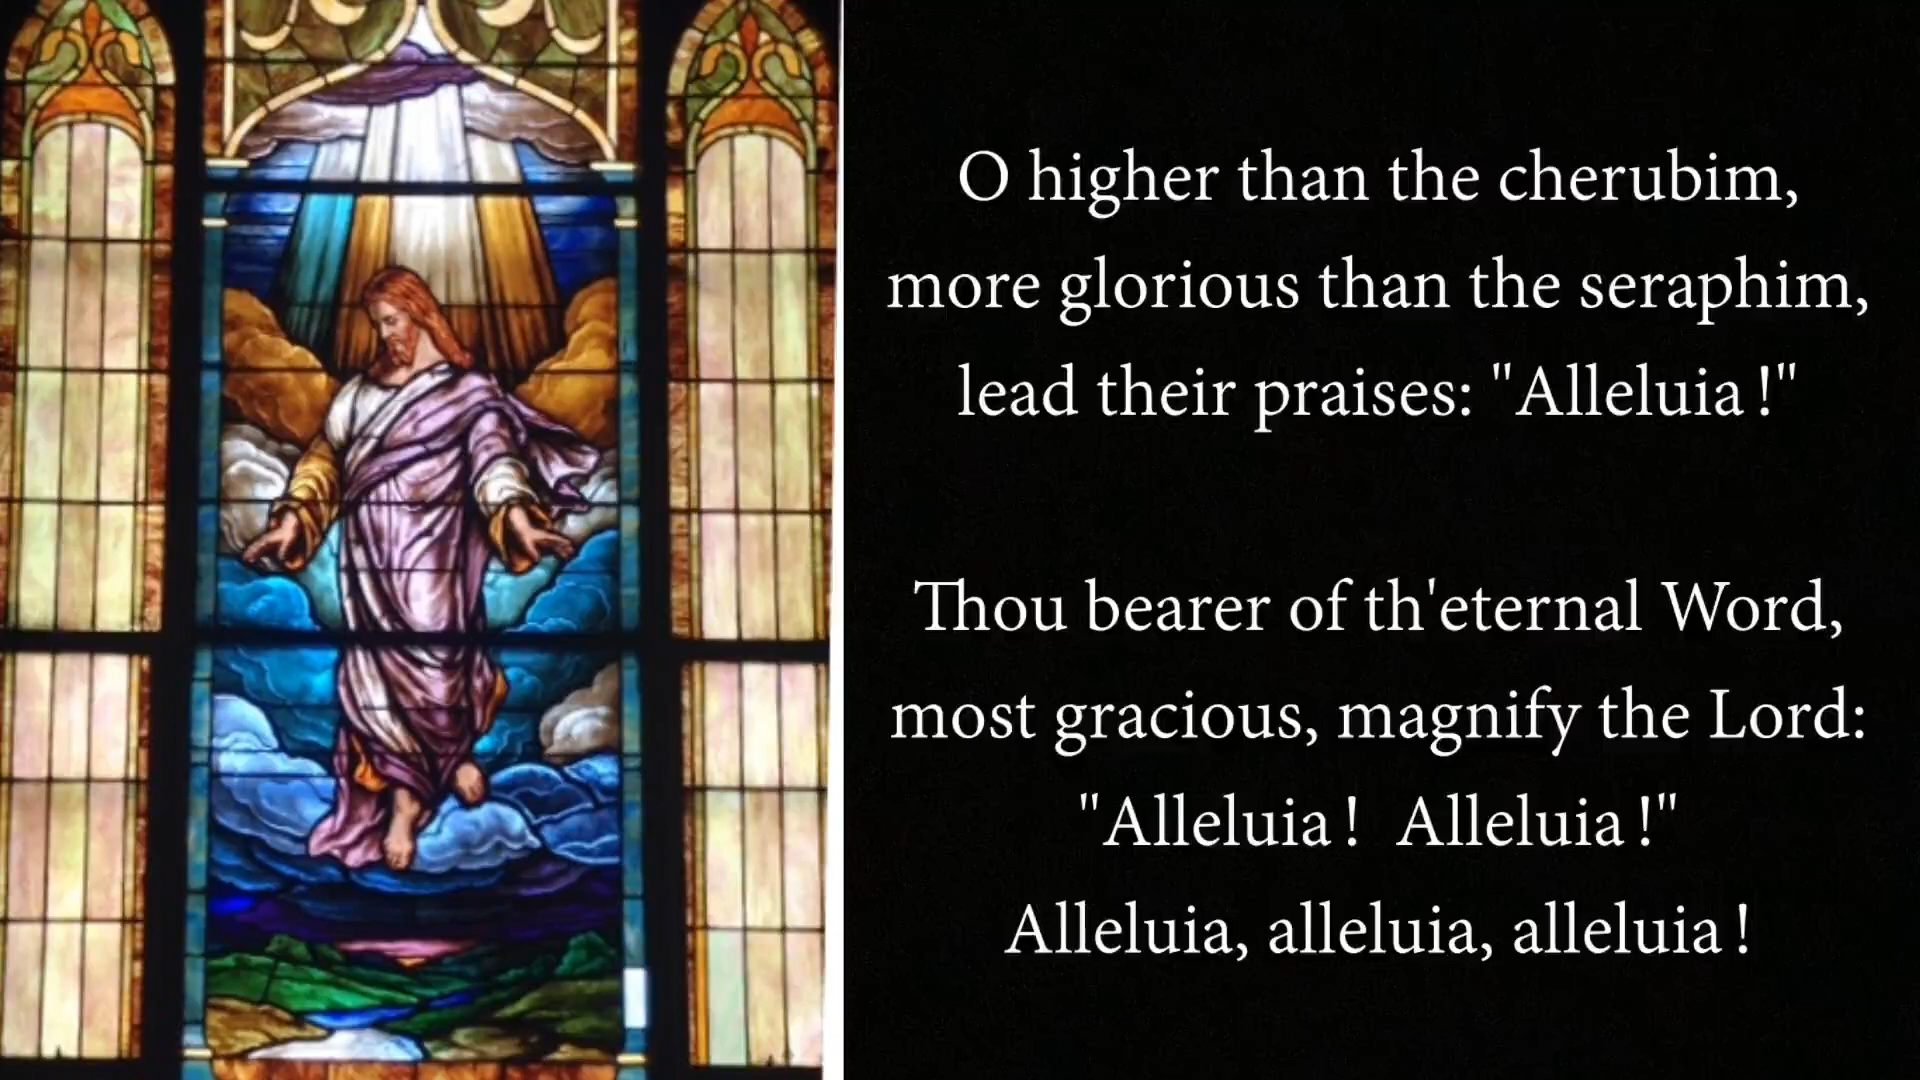 O higher than the cherubim,
more glorious than the seraphim,
lead their praises: "Alleluia !"
Thou bearer of th'eternal Word,
most gracious, magnify the Lord:
"Alleluia !  Alleluia !"
Alleluia, alleluia, alleluia !